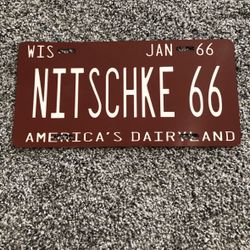 WIS JAN 66
NITSCHKE 66
AMERICA'S DAIRYLAND